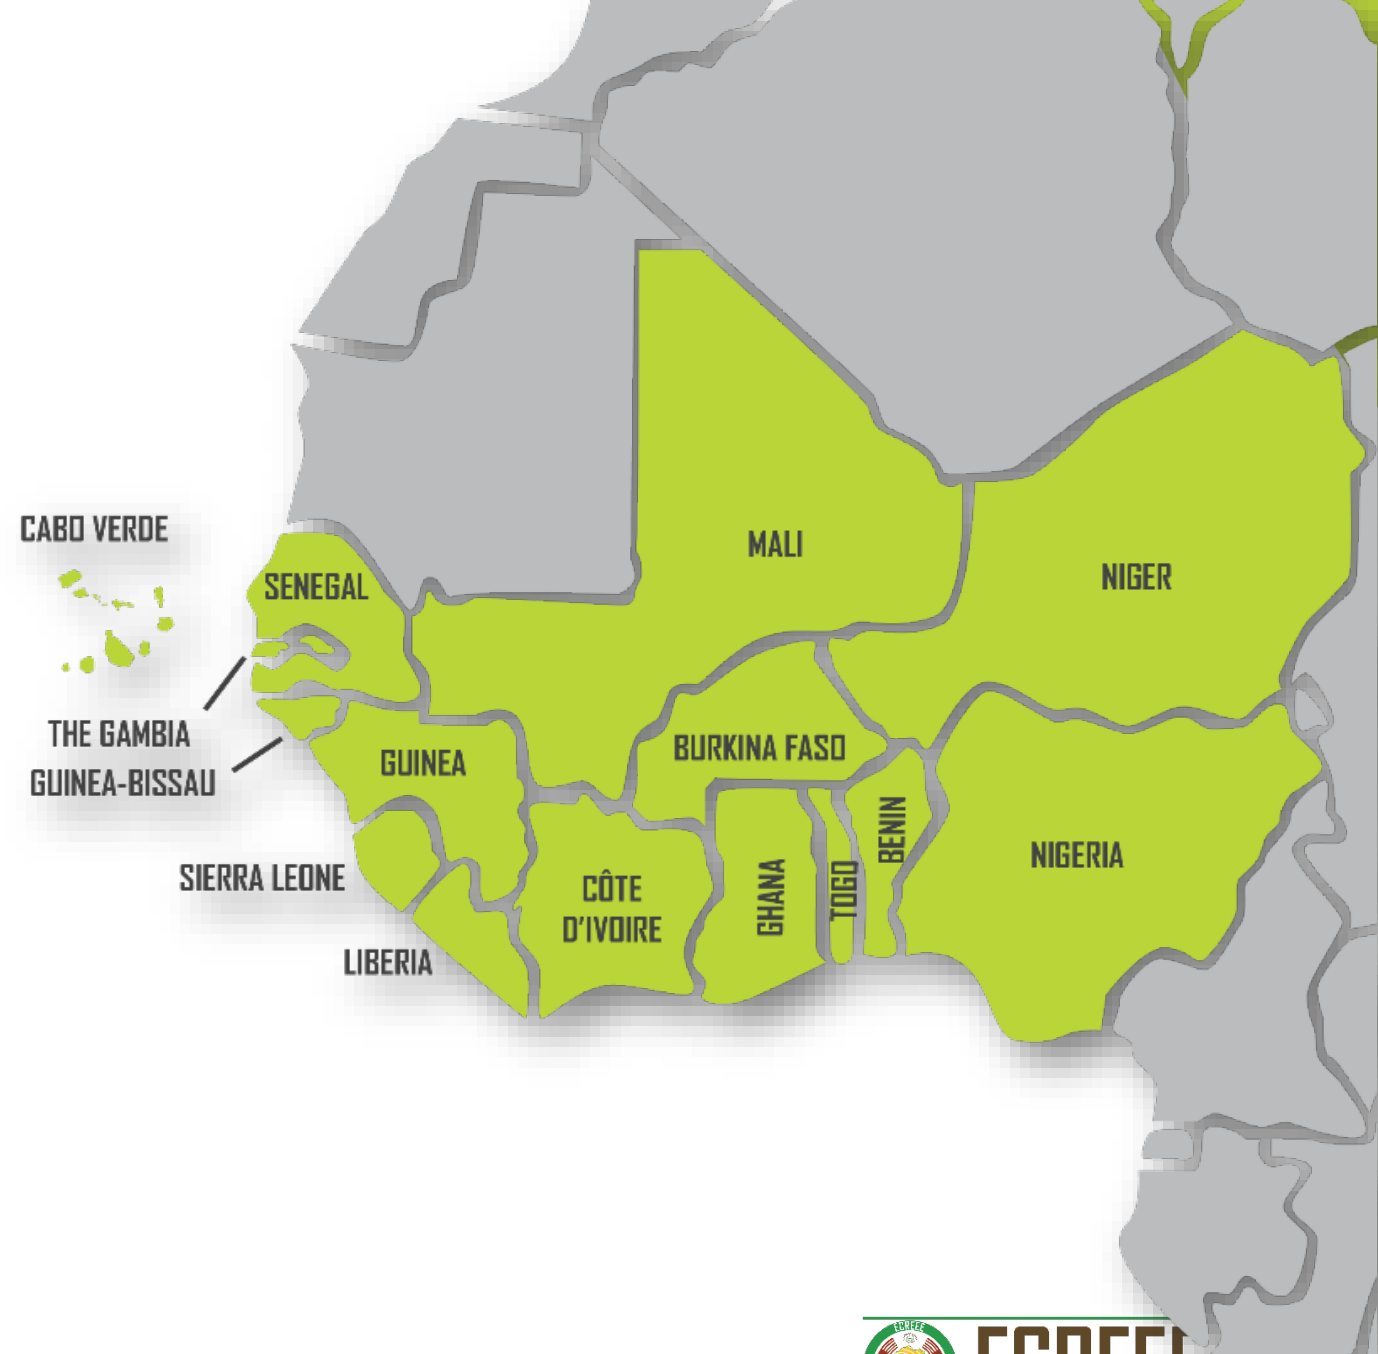 CABO VERDE
SENEGAL
MALI
NIGER
THE GAMBIA
GUINEA-BISSAU
GUINEA
BURKINA FASO
SIERRA LEONE
LIBERIA
CÔTE
D'IVOIRE
GHANA
TOGO
BENIN
NIGERIA
ECREEE